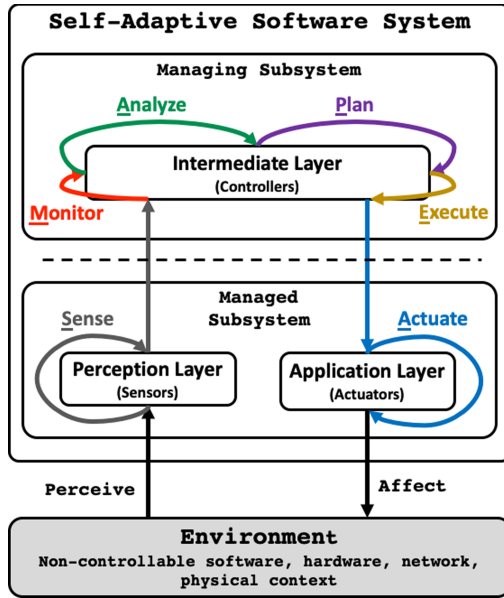 Self-Adaptive Software System
Managing Subsystem
Analyze
Plan
Intermediate Layer
(Controllers)
Monitor
Execute
Managed
Subsystem
Sense
Actuate
Perception Layer
(Sensors)
Application Layer
(Actuators)
Perceive
Affect
Environment
Non-controllable software, hardware, network,
physical context